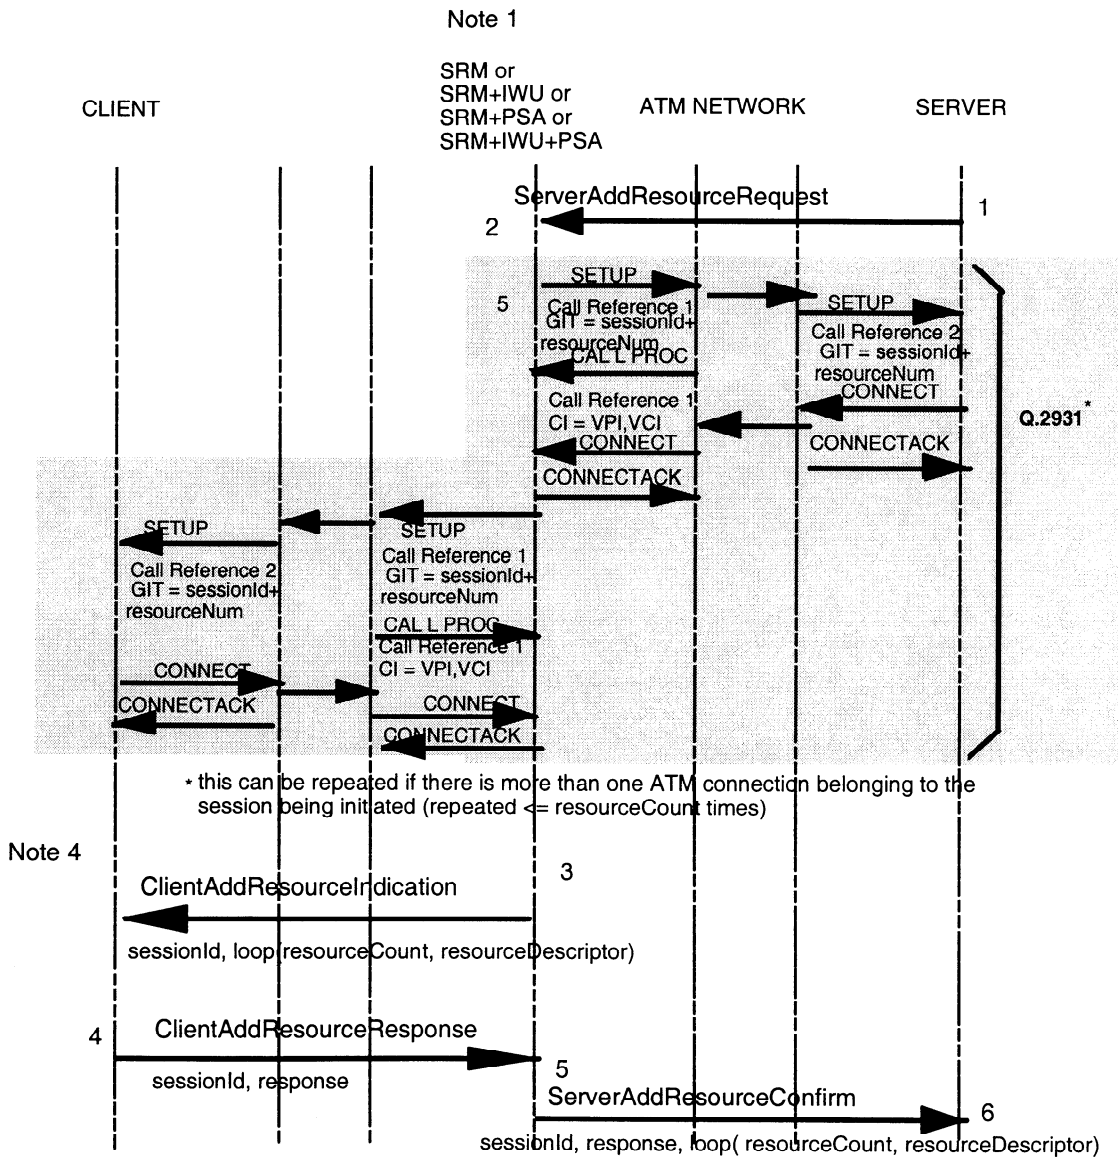 Note 1
SRM or
SRM+IWU or
SRM+PSA or
SRM+IWU+PSA
CLIENT
ATM NETWORK
SERVER
ServerAddResourceRequest
1
2
SETUP
5
Call Reference 1
GIT = sessionId+
resourceNum
CALL PROC
SETUP
Call Reference 2
GIT = sessionId+
resourceNum
CONNECT
Call Reference 1
CI = VPI,VCI
CONNECT
CONNECTACK
CONNECTACK
Q.2931*
SETUP
Call Reference 2
GIT = sessionId+
resourceNum
SETUP
Call Reference 1
GIT = sessionId+
resourceNum
CALL PROC
Call Reference 1
CI = VPI,VCI
CONNECT
CONNECTACK
CONNECT
CONNECTACK
* this can be repeated if there is more than one ATM connection belonging to the
session being initiated (repeated <= resourceCount times)
Note 4
3
ClientAddResourceIndication
sessionId, loop(resourceCount, resourceDescriptor)
4
ClientAddResourceResponse
sessionId, response
5
ServerAddResourceConfirm
6
sessionId, response, loop( resourceCount, resourceDescriptor)